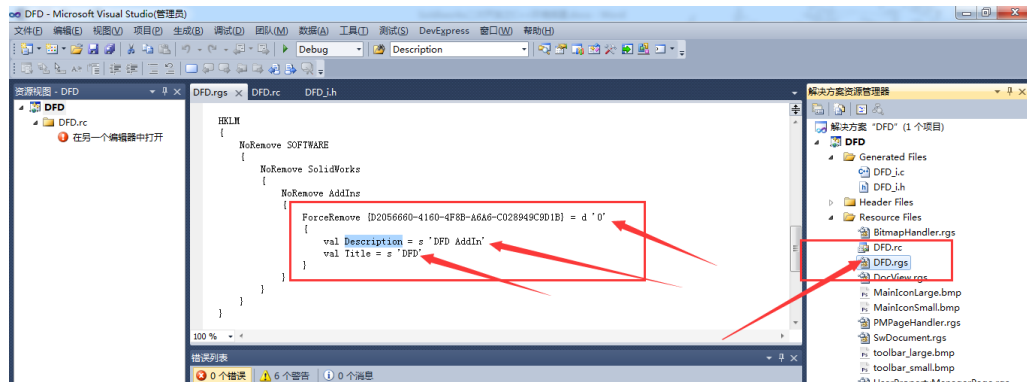 DFD - Microsoft Visual Studio(管理员)
文件(F) 编辑(E) 视图(V) 项目(P) 生成(B) 调试(D) 团队(M) 数据(A) 工具(T) 测试(S) DevExpress 窗口(W) 帮助(H)
Debug Description
资源视图 - DFD
DFD
DFD.rc
在另一个编辑器中打开
DFD.rgs DFD.rc DFD_i.h
HKLM
{
NoRemove SOFTWARE
{
NoRemove SolidWorks
{
NoRemove AddIns
{
ForceRemove {D2056660-4160-4F8B-A6A6-C028949C9D1B} = d '0'
{
val Description = s 'DFD AddIn'
val Title = s 'DFD'
}
}
}
}
}
100 %
错误列表
0 个错误 6 个警告 0 个消息
解决方案资源管理器
解决方案 "DFD" (1 个项目)
DFD
Generated Files
DFD_i.c
DFD_i.h
Header Files
Resource Files
BitmapHandler.rgs
DFD.rc
DFD.rgs
DocView.rgs
MainIconLarge.bmp
MainIconSmall.bmp
PMPageHandler.rgs
SwDocument.rgs
toolbar_large.bmp
toolbar_small.bmp